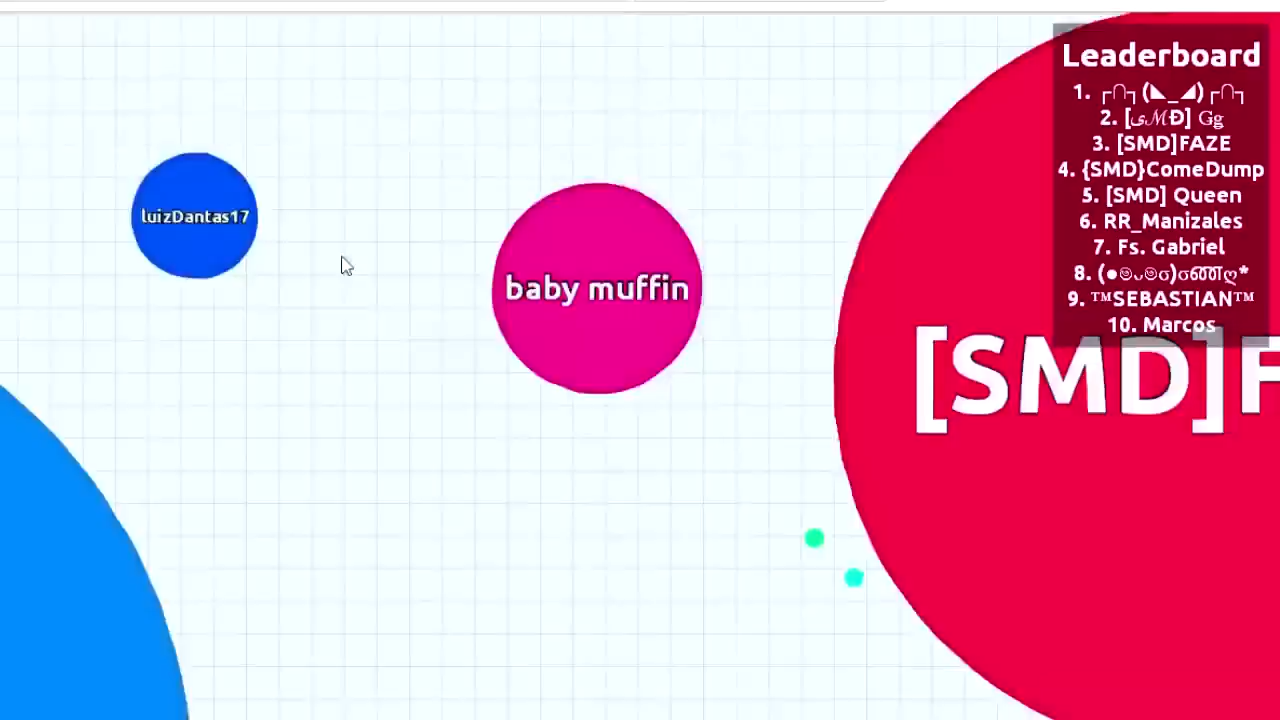 Leaderboard
1. ┌∩┐(◣_◢)┌∩┐
2. [یℳĐ] Gg
3. [SMD]FAZE
4. {SMD}ComeDump
5. [SMD] Queen
6. RR_Manizales
7. Fs. Gabriel
9. ™SEBASTIAN™
10. Marcos
luizDantas17
baby muffin
[SMD]F